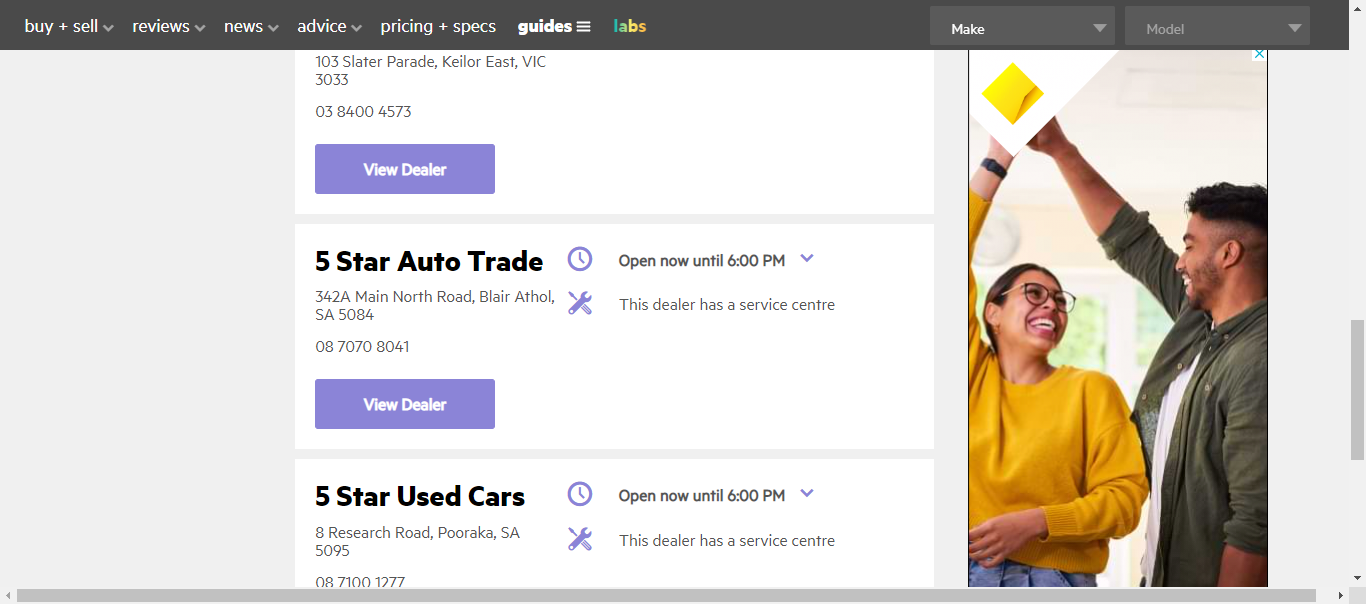 buy + sell reviews news advice pricing + specs guides labs Make Model
103 Slater Parade, Keilor East, VIC
3033
03 8400 4573
View Dealer
5 Star Auto Trade
Open now until 6:00 PM
342A Main North Road, Blair Athol,
SA 5084
This dealer has a service centre
08 7070 8041
View Dealer
5 Star Used Cars
Open now until 6:00 PM
8 Research Road, Pooraka, SA
5095
This dealer has a service centre
08 7100 1277